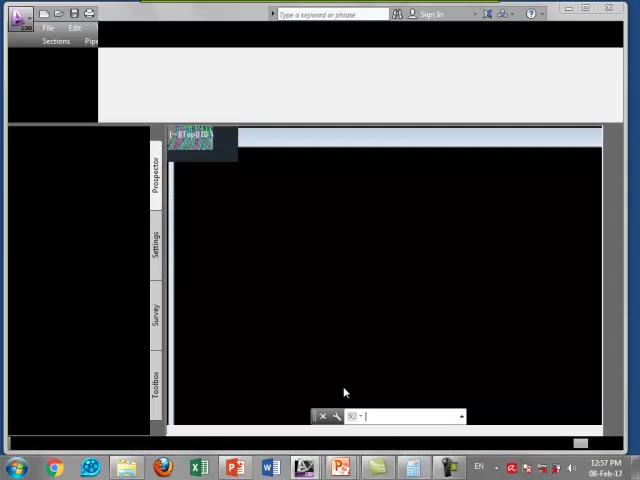 Type a keyword or phrase
Sign In
C3D
File Edit
Sections Pipe
[-][Top][2D
Prospector
Settings
Survey
Toolbox
EN
12:57 PM
08-Feb-17